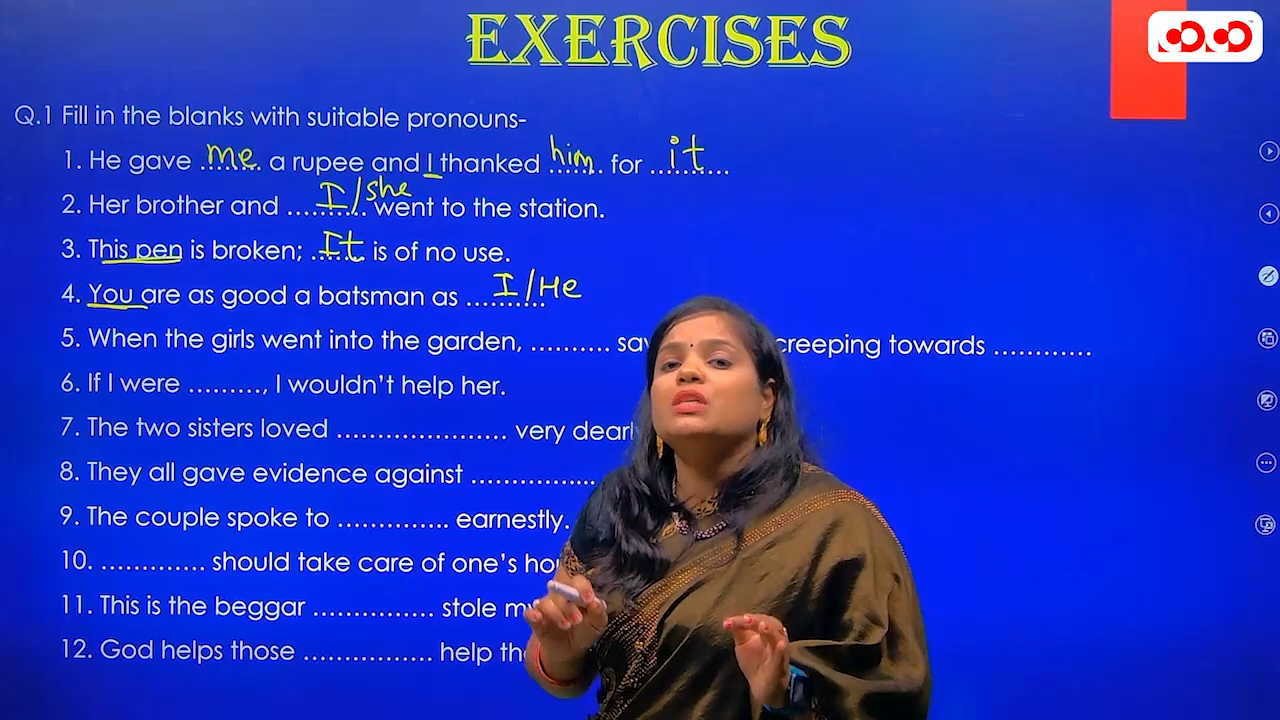 EXERCISES
Q.1 Fill in the blanks with suitable pronouns-
1. He gave ...me... a rupee and I thanked ...him... for ...it...
2. Her brother and ...I/she... went to the station.
3. This pen is broken; ...It... is of no use.
4. You are as good a batsman as ...I/He...
5. When the girls went into the garden, .......... creeping towards ............
6. If I were ........., I wouldn't help her.
7. The two sisters loved ..................... very
8. They all gave evidence against ................
9. The couple spoke to .............. earnestly.
10. ............. should take care of one's
11. This is the beggar ............... stole
12. God helps those ................ help